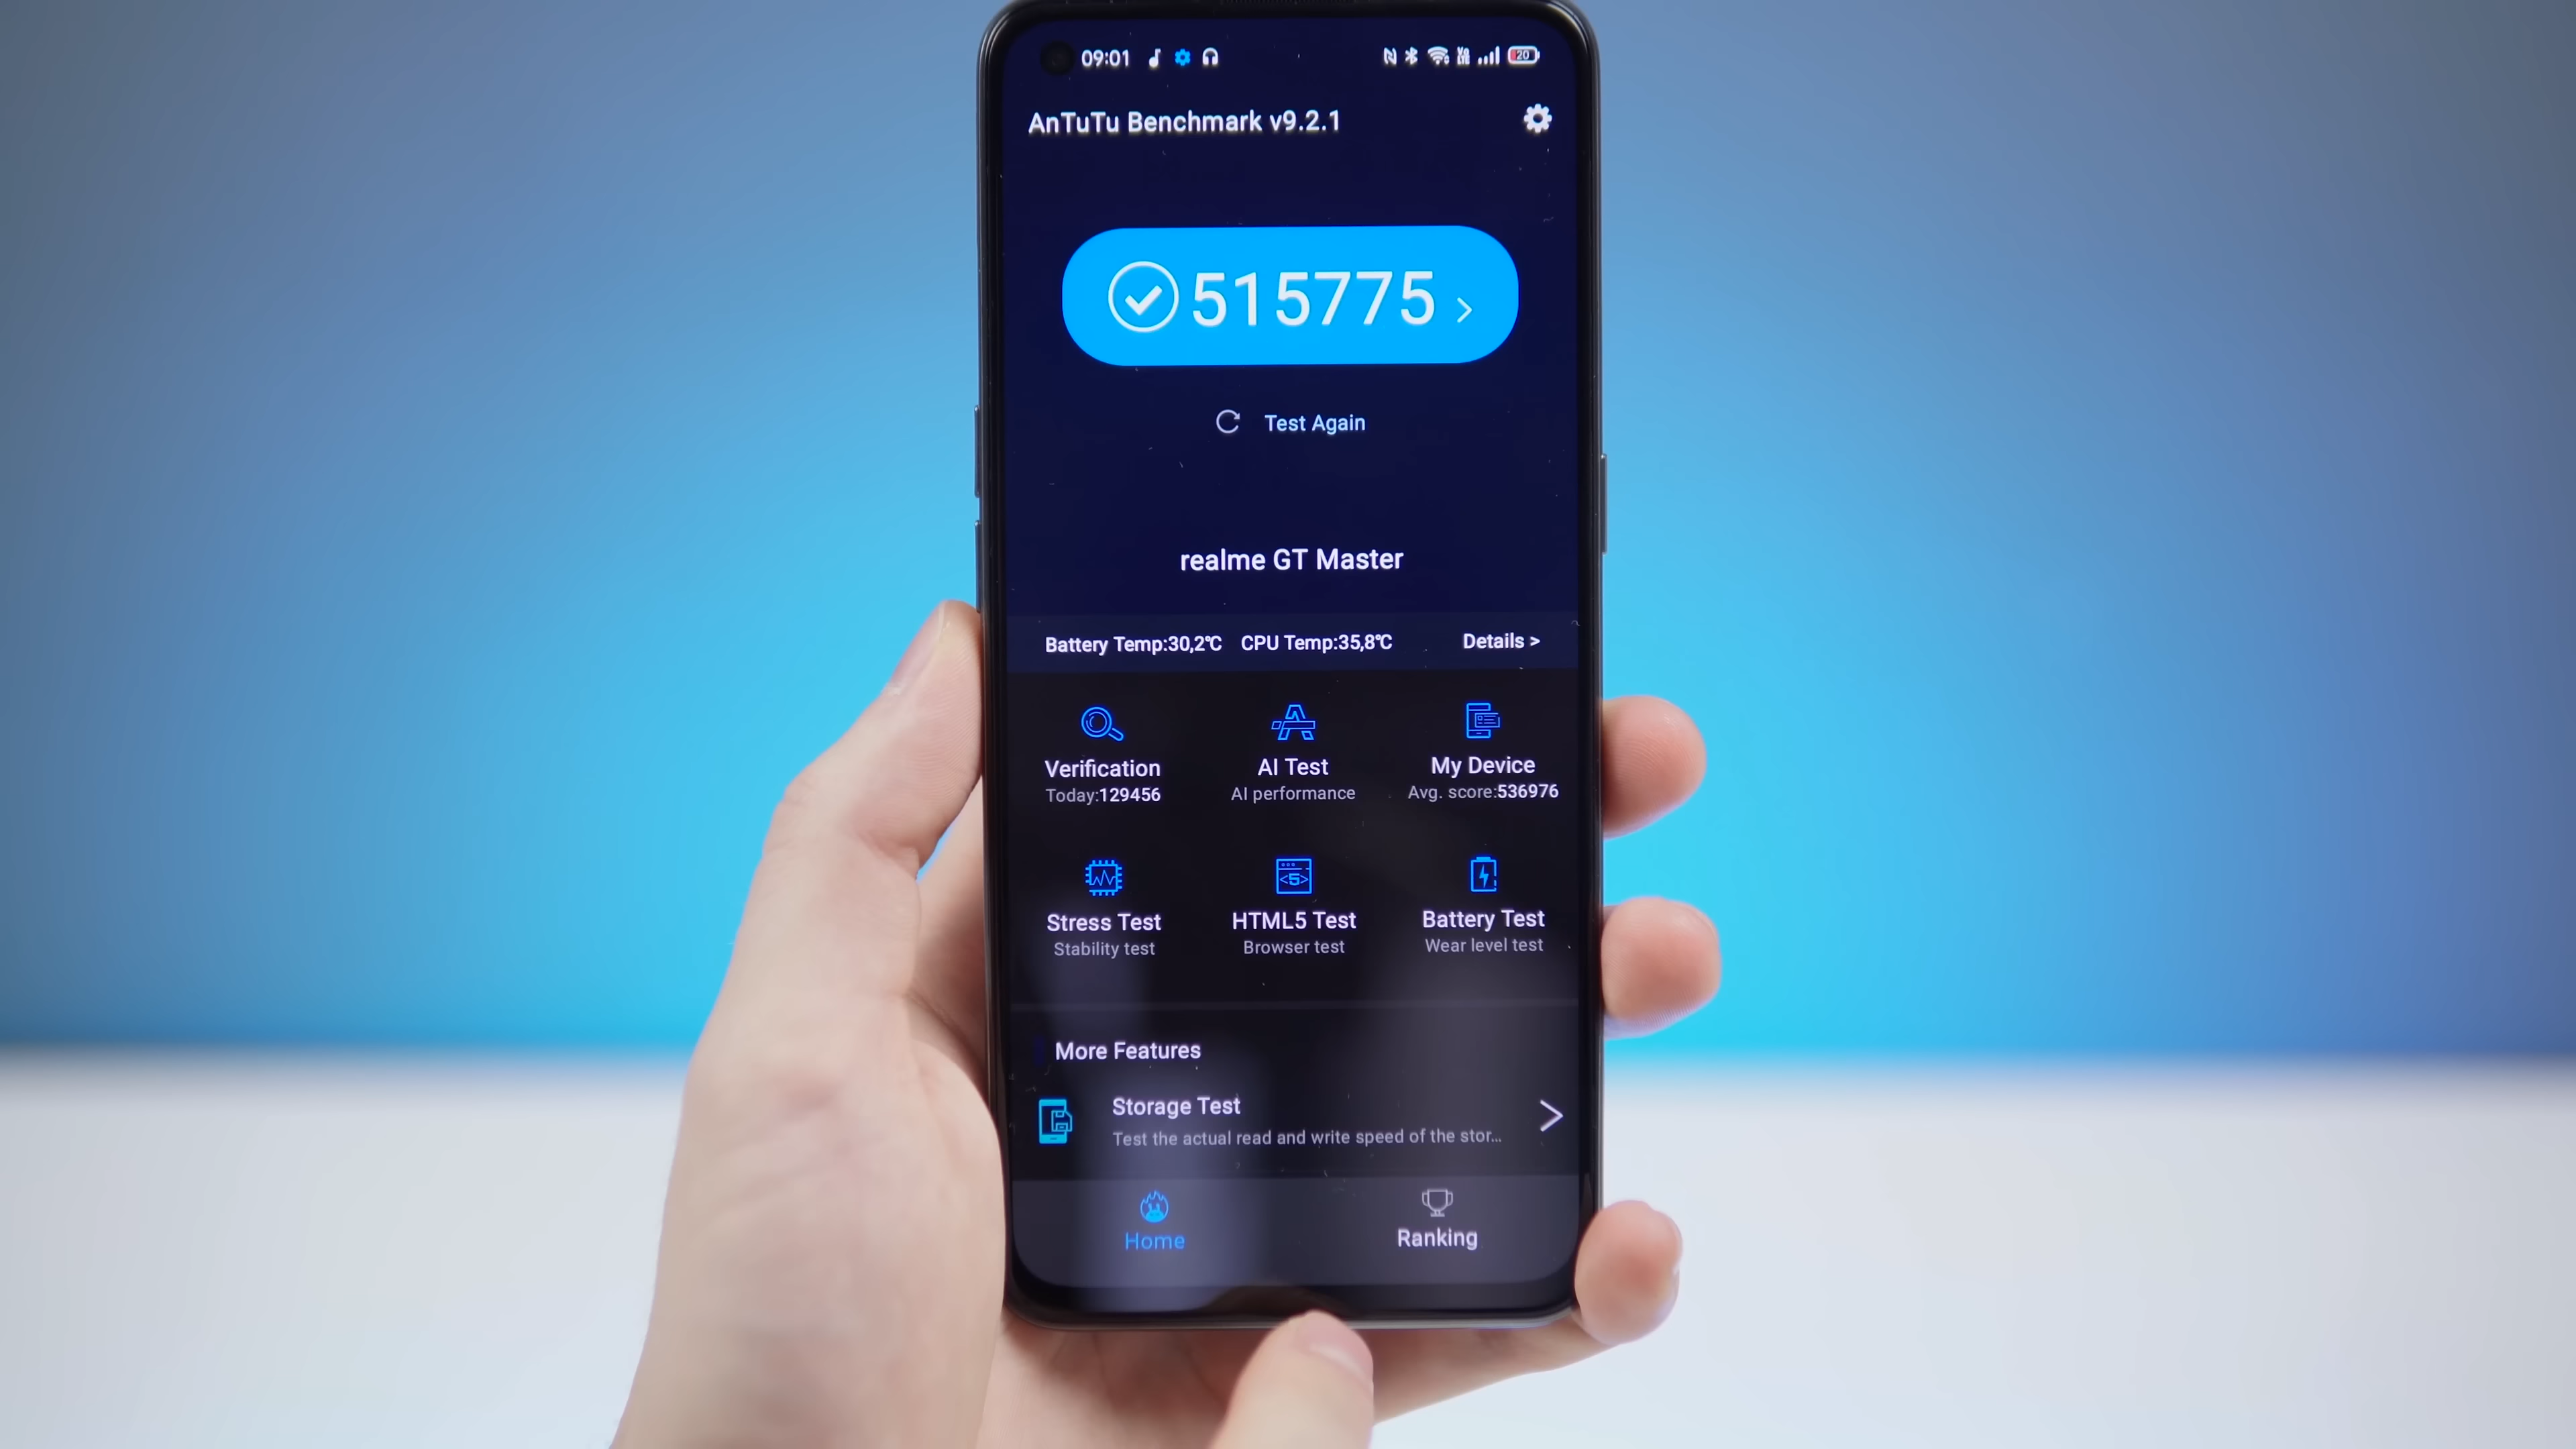 09:01
20
AnTuTu Benchmark v9.2.1
515775 >
Test Again
realme GT Master
Battery Temp:30,2℃ CPU Temp:35,8℃ Details >
Verification AI Test My Device
Today:129456 AI performance Avg. score:536976
<5>
Stress Test HTML5 Test Battery Test
Stability test Browser test Wear level test
More Features
Storage Test
Test the actual read and write speed of the stor...
Home Ranking